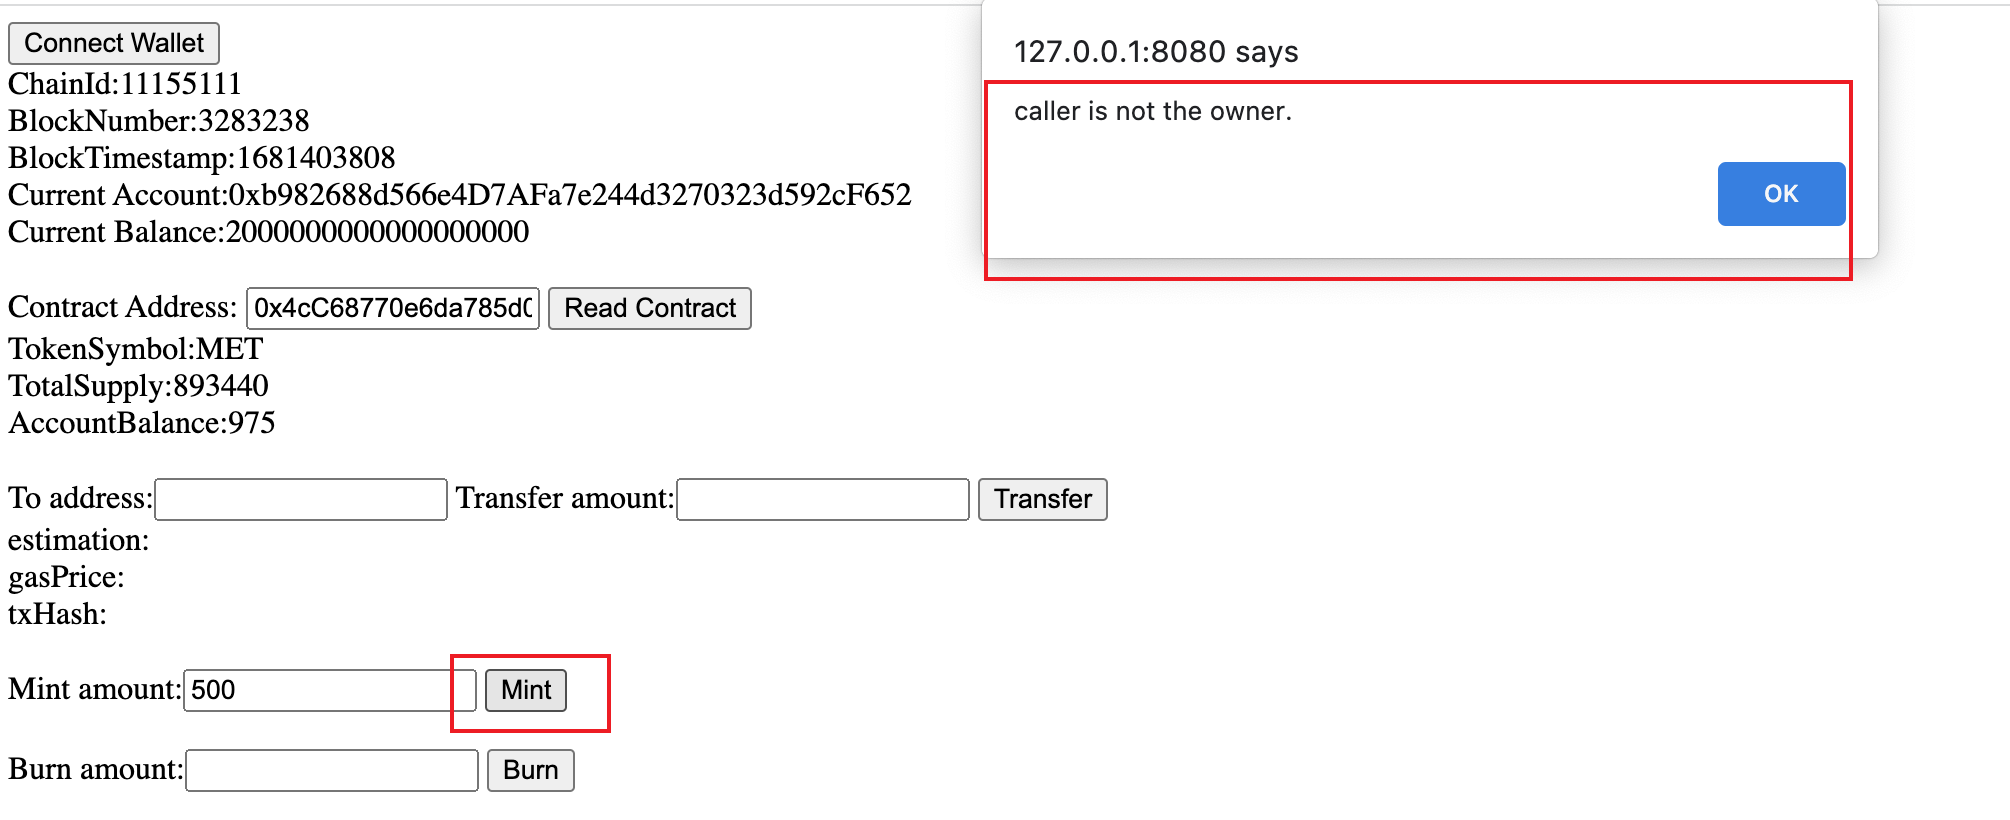 Connect Wallet
ChainId:11155111
BlockNumber:3283238
BlockTimestamp:1681403808
Current Account:0xb982688d566e4D7AFa7e244d3270323d592cF652
Current Balance:2000000000000000000
127.0.0.1:8080 says
caller is not the owner.
OK
Contract Address: 0x4cC68770e6da785d0 Read Contract
TokenSymbol:MET
TotalSupply:893440
AccountBalance:975
To address: Transfer amount: Transfer
estimation:
gasPrice:
txHash:
Mint amount:500 Mint
Burn amount: Burn